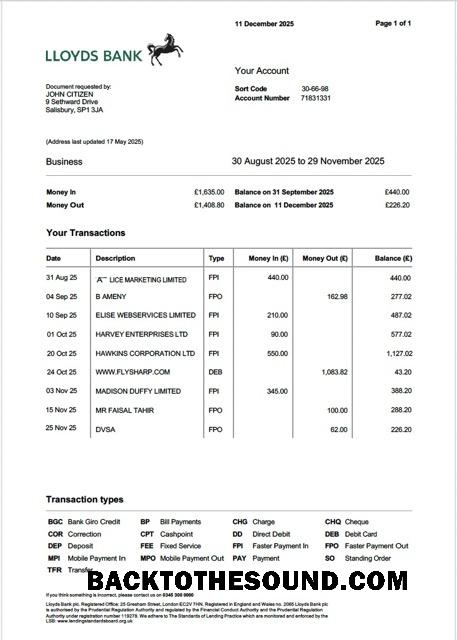 11 December 2025 Page 1 of 1
LLOYDS BANK
Your Account
Document requested by:
JOHN CITIZEN
9 Sethward Drive
Salisbury, SP1 3JA
Sort Code 30-66-98
Account Number 71831331
(Address last updated 17 May 2025)
Business 30 August 2025 to 29 November 2025
Money In £1,635.00 Balance on 31 September 2025 £440.00
Money Out £1,408.80 Balance on 11 December 2025 £226.20
Your Transactions
Date Description Type Money In (£) Money Out (£) Balance (£)
31 Aug 25 A LICE MARKETING LIMITED FPI 440.00 440.00
04 Sep 25 B AMENY FPO 162.98 277.02
10 Sep 25 ELISE WEBSERVICES LIMITED FPI 210.00 487.02
01 Oct 25 HARVEY ENTERPRISES LTD FPI 90.00 577.02
20 Oct 25 HAWKINS CORPORATION LTD FPI 550.00 1,127.02
24 Oct 25 WWW.FLYSHARP.COM DEB 1,083.82 43.20
03 Nov 25 MADISON DUFFY LIMITED FPI 345.00 388.20
15 Nov 25 MR FAISAL TAHIR FPO 100.00 288.20
25 Nov 25 DVSA FPO 62.00 226.20
Transaction types
BGC Bank Giro Credit BP Bill Payments CHG Charge CHQ Cheque
COR Correction CPT Cashpoint DD Direct Debit DEB Debit Card
DEP Deposit FEE Fixed Service FPI Faster Payment In FPO Faster Payment Out
MPI Mobile Payment In MPO Mobile Payment Out PAY Payment SO Standing Order
TFR Transfer
BACKTOTHESOUND.COM
If you think something is incorrect, please contact us on 0345 300 0000
Lloyds Bank plc. Registered Office: 25 Gresham Street, London EC2V 7HN. Registered in England and Wales no. 2065 Lloyds Bank plc
is authorised by the Prudential Regulation Authority and regulated by the Financial Conduct Authority and the Prudential Regulation
Authority under registration number 119278. We adhere to The Standards of Lending Practice which are monitored and enforced by the
LSB: www.lendingstandardsboard.org.uk